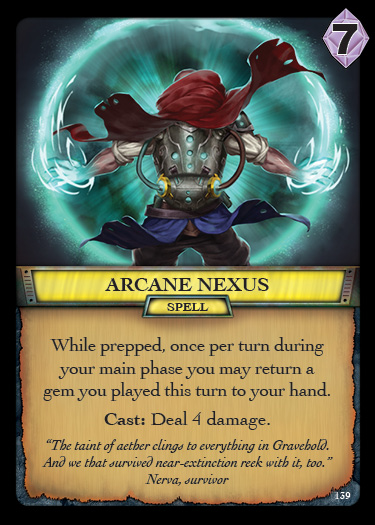 7
ARCANE NEXUS
SPELL
While prepped, once per turn during
your main phase you may return a
gem you played this turn to your hand.
Cast: Deal 4 damage.
“The taint of aether clings to everything in Gravehold.
And we that survived near-extinction reek with it, too.”
Nerva, survivor
139